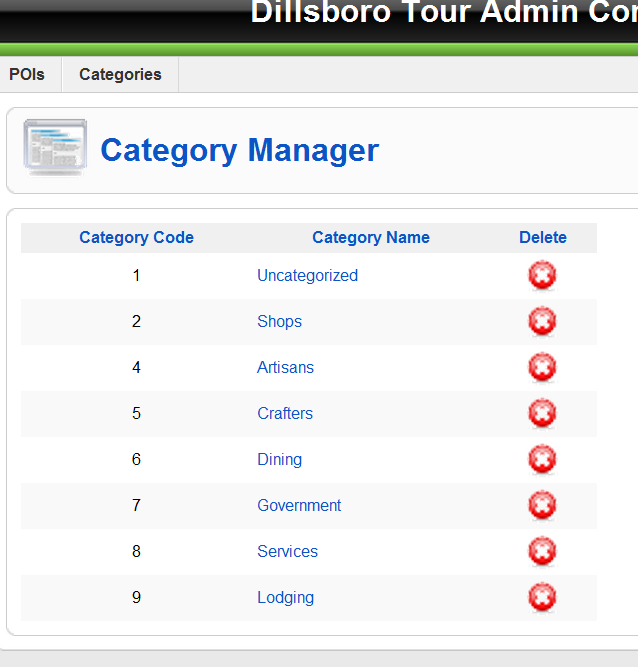 Dillsboro Tour Admin
POIs Categories
Category Manager
Category Code Category Name Delete
1 Uncategorized
2 Shops
4 Artisans
5 Crafters
6 Dining
7 Government
8 Services
9 Lodging